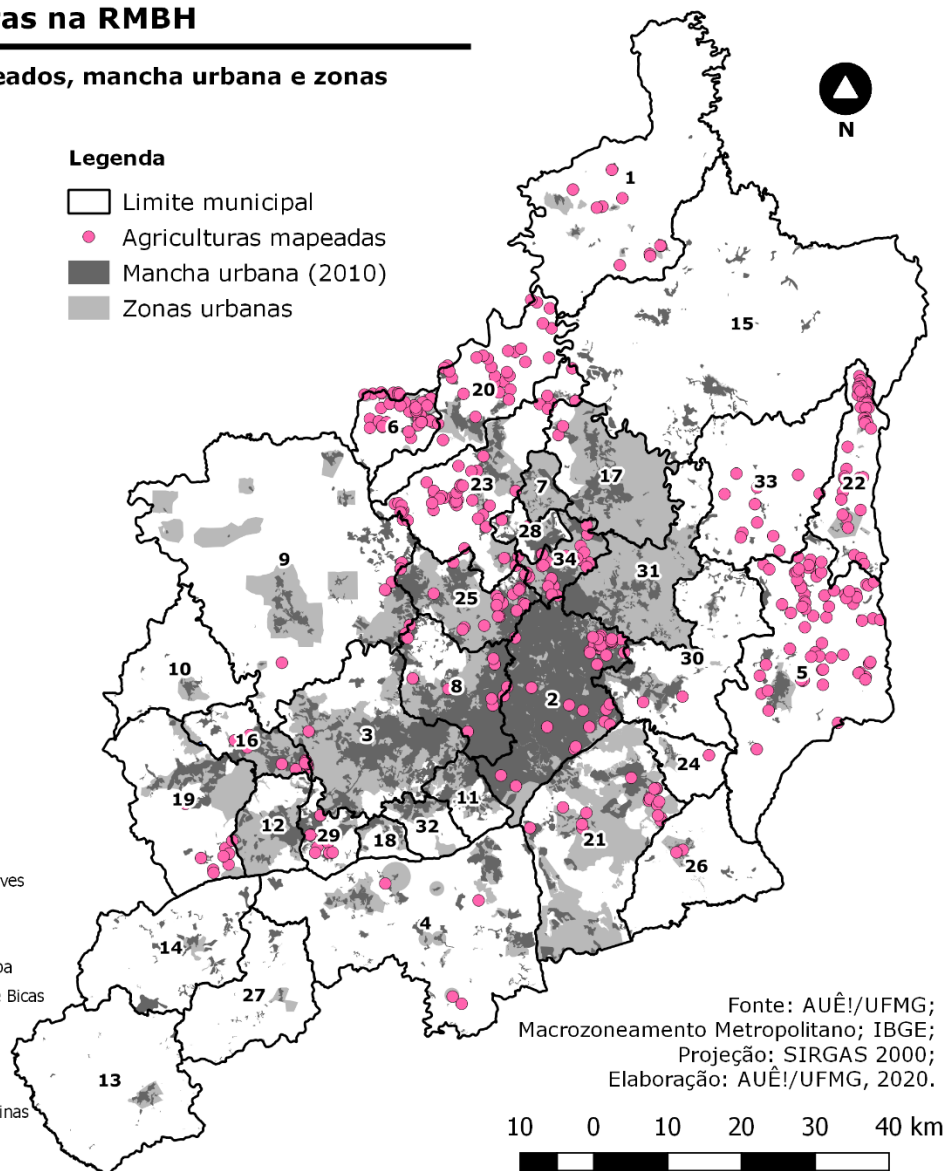 as na RMBH
eados, mancha urbana e zonas
N
Legenda
Limite municipal
Agriculturas mapeadas
Mancha urbana (2010)
Zonas urbanas
1
15
20
6
33
22
23
17
7
28
34
9
31
25
10
30
5
8
2
16
3
24
19
11
12
29
18
32
21
26
4
14
27
13
ves
a
Bicas
inas
Fonte: AUÊ!/UFMG;
Macrozoneamento Metropolitano; IBGE;
Projeção: SIRGAS 2000;
Elaboração: AUÊ!/UFMG, 2020.
10 0 10 20 30 40 km